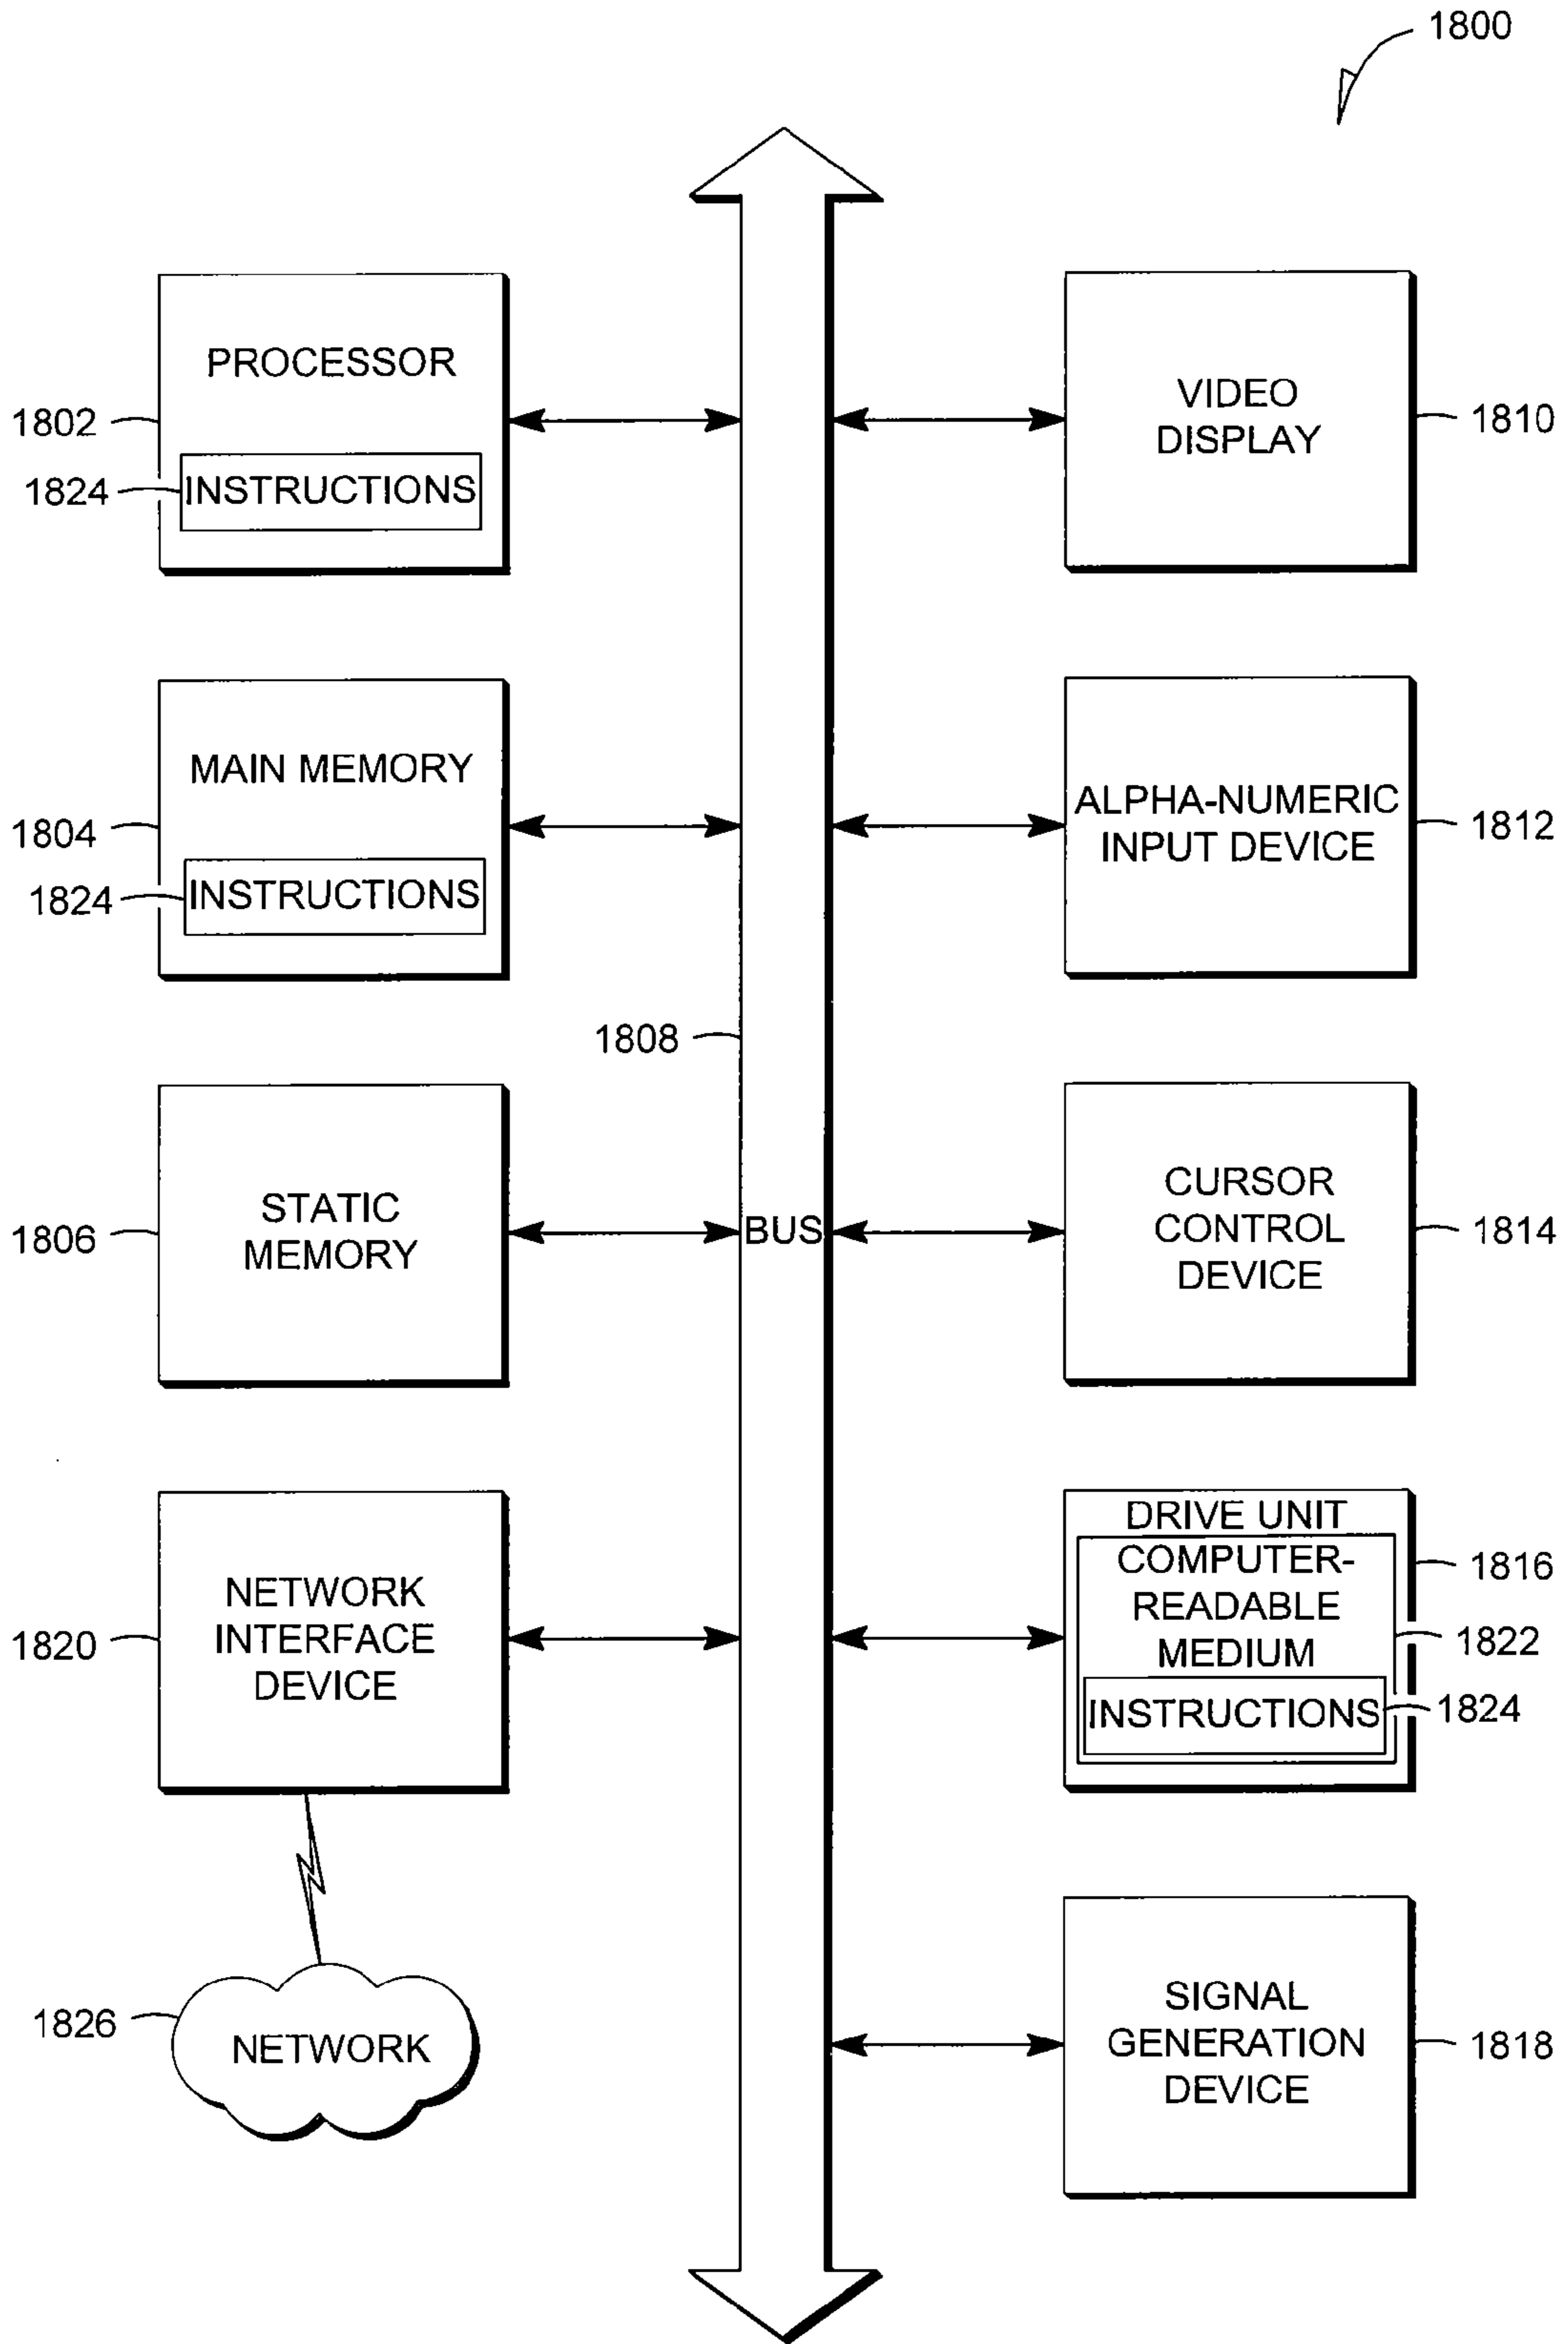 1800
PROCESSOR
1802
1824
INSTRUCTIONS
VIDEO
DISPLAY
1810
MAIN MEMORY
1804
1824
INSTRUCTIONS
ALPHA-NUMERIC
INPUT DEVICE
1812
1808
STATIC
MEMORY
1806
BUS
CURSOR
CONTROL
DEVICE
1814
NETWORK
INTERFACE
DEVICE
1820
DRIVE UNIT
COMPUTER-
READABLE
MEDIUM
INSTRUCTIONS
1816
1822
1824
1826
NETWORK
SIGNAL
GENERATION
DEVICE
1818